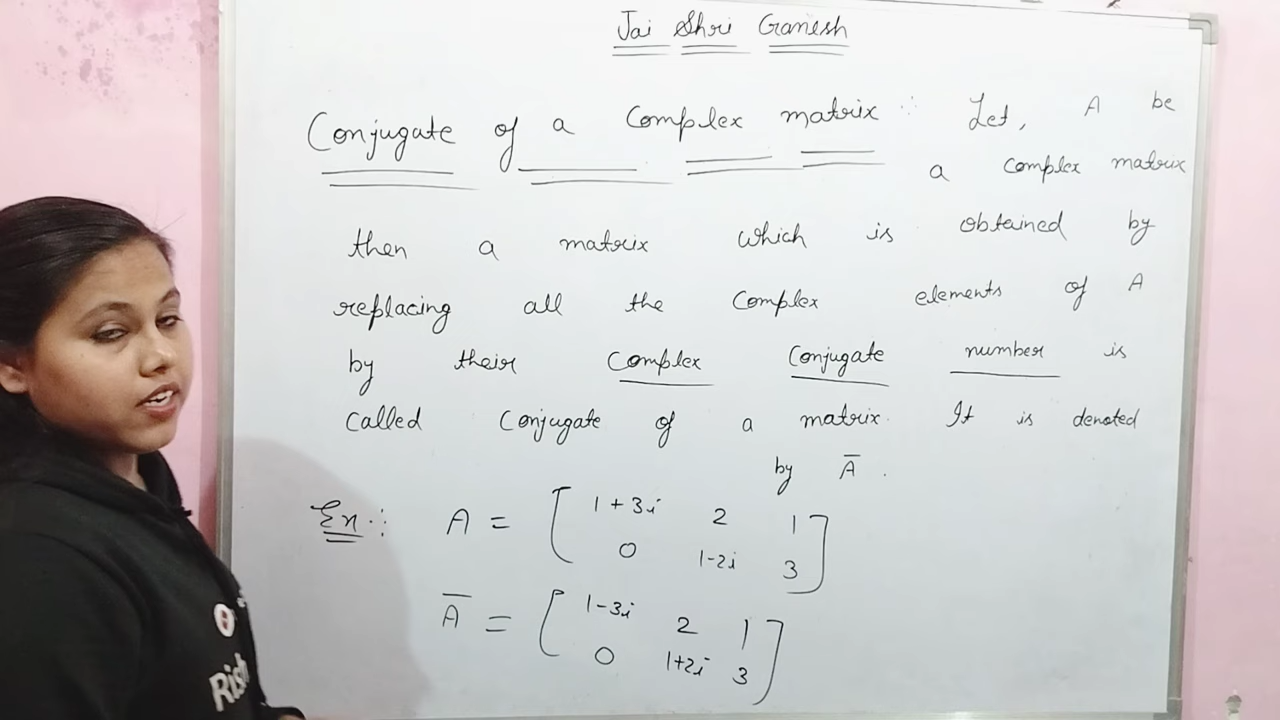 Jai Shri Ganesh
Conjugate of a Complex matrix :- Let, A be
a complex matrix
then a matrix which is obtained by
replacing all the complex elements of A
by their Complex Conjugate number is
called Conjugate of a matrix. It is denoted
by A̅ .
Ex :- A = [ 1+3i 2 1
0 1-2i 3 ]
A̅ = [ 1-3i 2 1
0 1+2i 3 ]
Rish